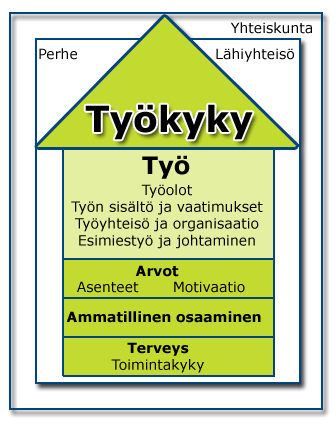 Yhteiskunta
Perhe Lähiyhteisö
Työkyky
Työ
Työolot
Työn sisältö ja vaatimukset
Työyhteisö ja organisaatio
Esimiestyö ja johtaminen
Arvot
Asenteet Motivaatio
Ammatillinen osaaminen
Terveys
Toimintakyky